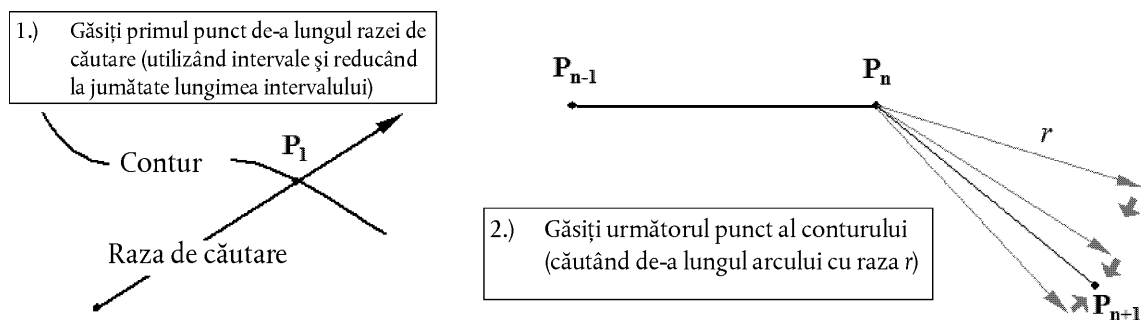 1.) Găsiți primul punct de-a lungul razei de
căutare (utilizând intervale şi reducând
la jumătate lungimea intervalului)
P1
Contur
Raza de căutare
Pn-1
Pn
r
2.) Găsiți următorul punct al conturului
(căutând de-a lungul arcului cu raza r)
Pn+1